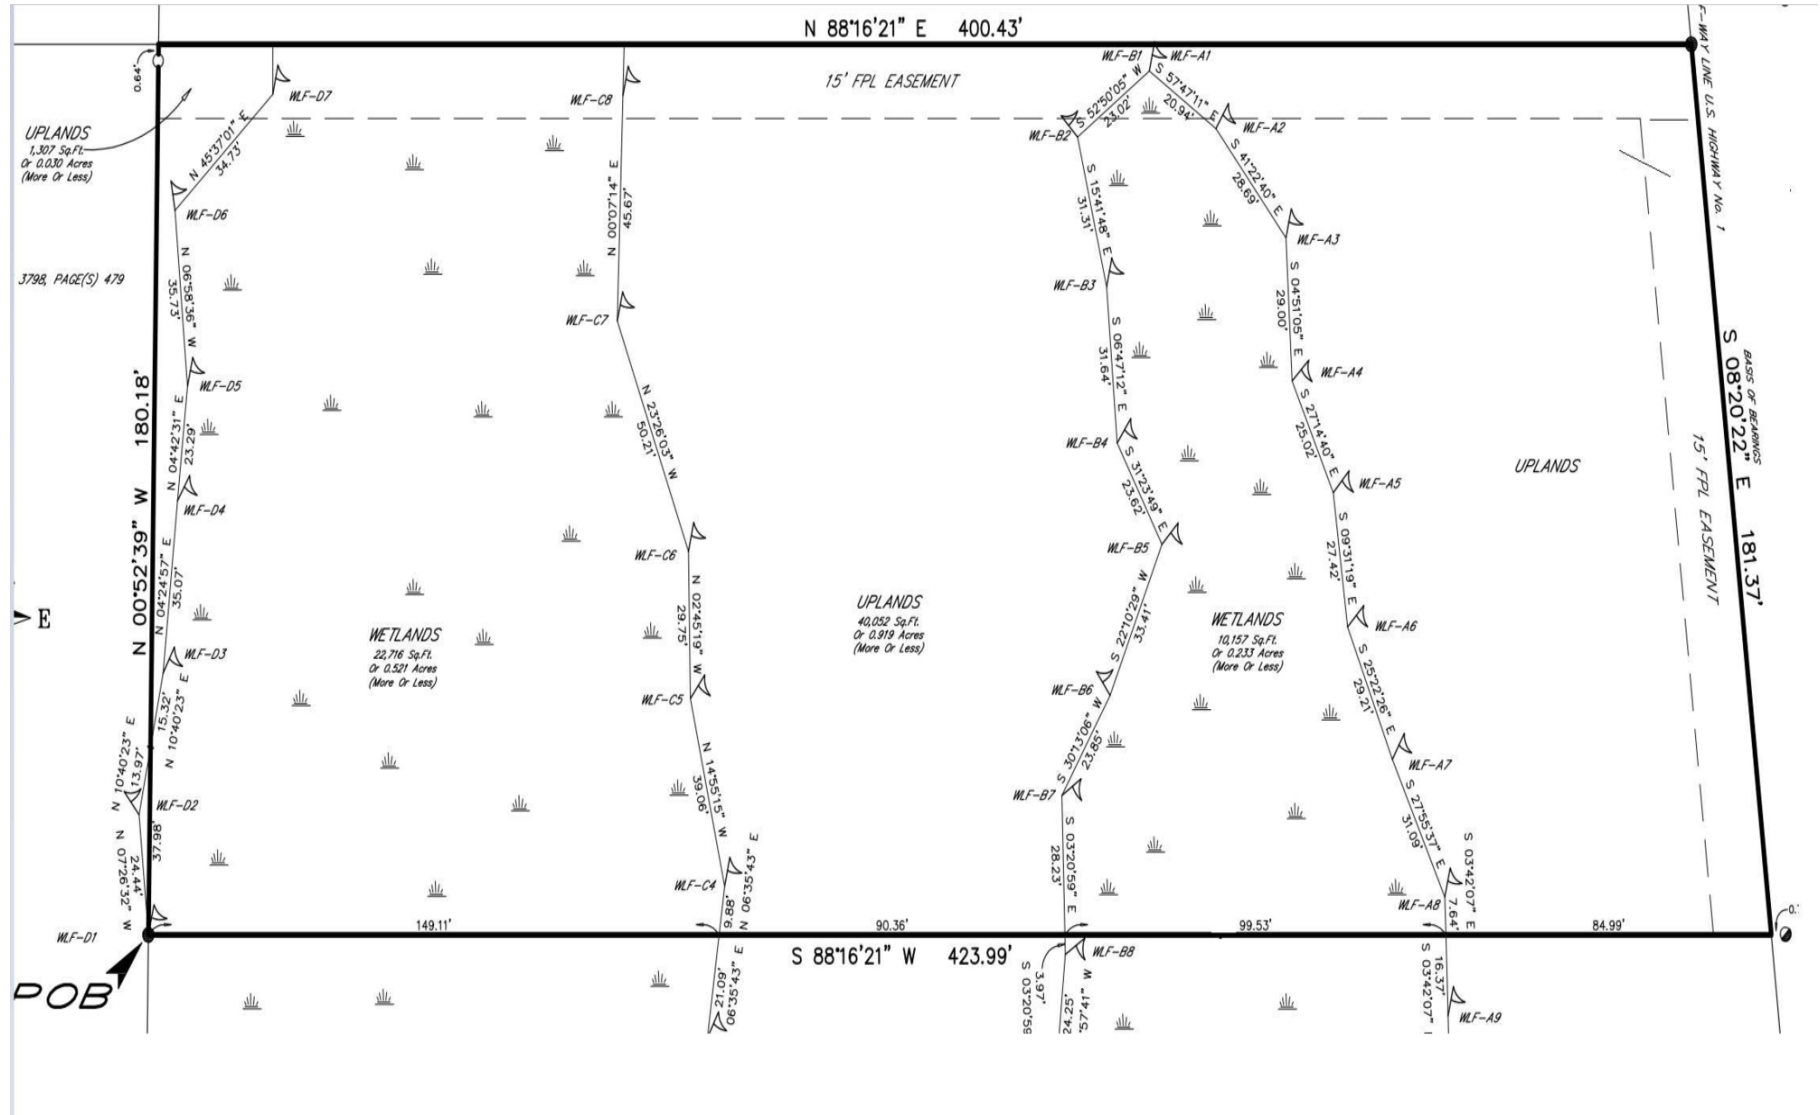 N 88°16'21" E 400.43'
F-WAY LINE U.S. HIGHWAY No. 1
0.64'
WLF-B1
WLF-A1
15' FPL EASEMENT
WLF-D7
WLF-C8
S 52°50'05" W
23.02'
S 57°47'11" E
20.94'
WLF-B2
WLF-A2
UPLANDS
1,307 Sq.Ft.
Or 0.030 Acres
(More Or Less)
N 45°37'01" E
34.73'
WLF-D6
N 00°07'14" E
45.67'
S 15°41'48" E
31.31'
S 41°22'40" E
28.69'
WLF-A3
3798, PAGE(S) 479
N 06°58'36" W
35.73'
WLF-B3
S 04°51'05" E
29.00'
WLF-C7
S 06°47'12" E
31.64'
WLF-A4
WLF-D5
N 00°52'39" W 180.18'
N 04°42'31" E
23.29'
N 23°26'03" W
50.21'
WLF-B4
S 27°14'40" E
25.02'
BASIS OF BEARINGS
S 08°20'22" E 181.37'
UPLANDS
15' FPL EASEMENT
S 31°23'49" E
23.62'
WLF-A5
WLF-D4
WLF-C6
WLF-B5
S 09°31'19" E
27.42'
N 04°24'57" E
35.07'
E
N 02°45'19" W
29.75'
UPLANDS
40,052 Sq.Ft.
Or 0.919 Acres
(More Or Less)
WETLANDS
22,716 Sq.Ft.
Or 0.521 Acres
(More Or Less)
S 22°10'29" W
33.41'
WETLANDS
10,157 Sq.Ft.
Or 0.233 Acres
(More Or Less)
WLF-A6
WLF-D3
WLF-C5
WLF-B6
S 25°22'26" E
29.21'
15.32'
N 10°40'23" E
N 10°40'23" E
13.97'
S 30°13'06" W
23.85'
WLF-A7
N 14°55'15" W
39.06'
WLF-B7
WLF-D2
37.98'
24.44'
N 07°26'32" W
S 27°55'37" E
31.09'
S 03°20'59" E
28.23'
WLF-C4
9.88'
N 06°35'43" E
WLF-A8
S 03°42'07" E
7.64'
WLF-D1
149.11'
90.36'
99.53'
84.99'
0.
S 88°16'21" W 423.99'
WLF-B8
POB
21.09'
06°35'43" E
3.97'
S 03°20'59
24.25'
57'41" W
16.37'
S 03°42'07"
WLF-A9